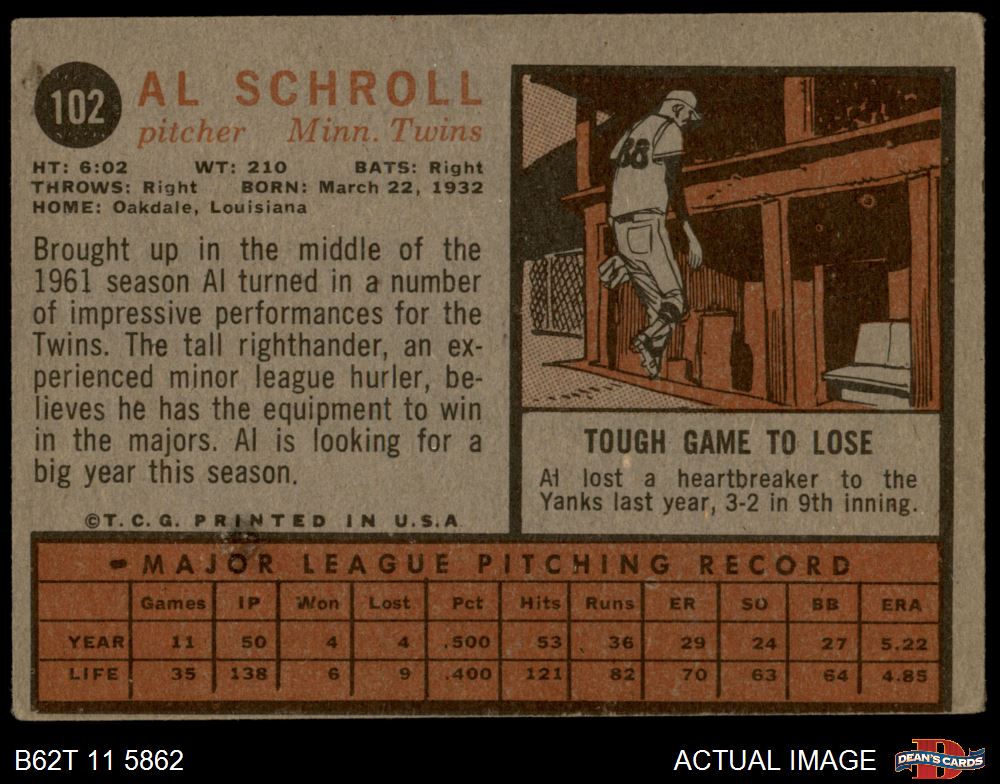 102
AL SCHROLL
pitcher Minn. Twins
HT: 6:02 WT: 210 BATS: Right
THROWS: Right BORN: March 22, 1932
HOME: Oakdale, Louisiana
Brought up in the middle of the
1961 season Al turned in a number
of impressive performances for the
Twins. The tall righthander, an ex-
perienced minor league hurler, be-
lieves he has the equipment to win
in the majors. Al is looking for a
big year this season.
©T.C.G. PRINTED IN U.S.A.
38
TOUGH GAME TO LOSE
Al lost a heartbreaker to the
Yanks last year, 3-2 in 9th inning.
MAJOR LEAGUE PITCHING RECORD
Games IP Won Lost Pct Hits Runs ER SO BB ERA
YEAR 11 50 4 4 .500 53 36 29 24 27 5.22
LIFE 35 138 6 9 .400 121 82 70 63 64 4.85
B62T 11 5862
ACTUAL IMAGE
D
DEAN'S CARDS